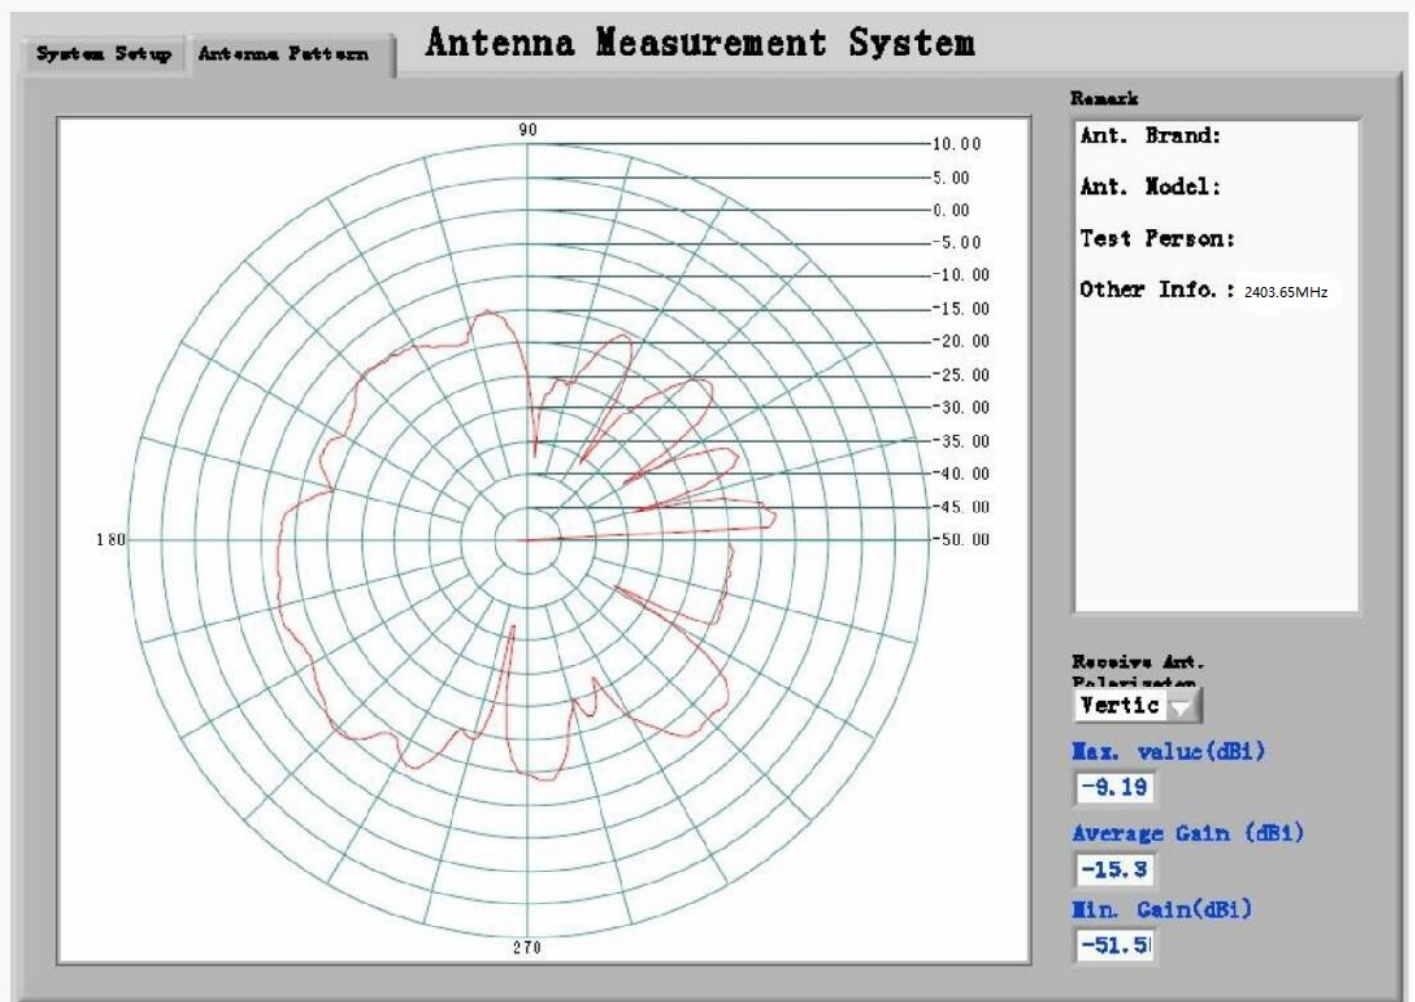 Antenna Measurement System
System Setup
Antenna Pattern
90
10.00
5.00
0.00
-5.00
-10.00
-15.00
-20.00
-25.00
-30.00
-35.00
-40.00
-45.00
-50.00
180
270
Remark
Ant. Brand:
Ant. Model:
Test Person:
Other Info.: 2403.65MHz
Receive Ant.
Polarizaton
Vertic
Max. value(dBi)
-9.19
Average Gain (dBi)
-15.3
Min. Gain(dBi)
-51.5